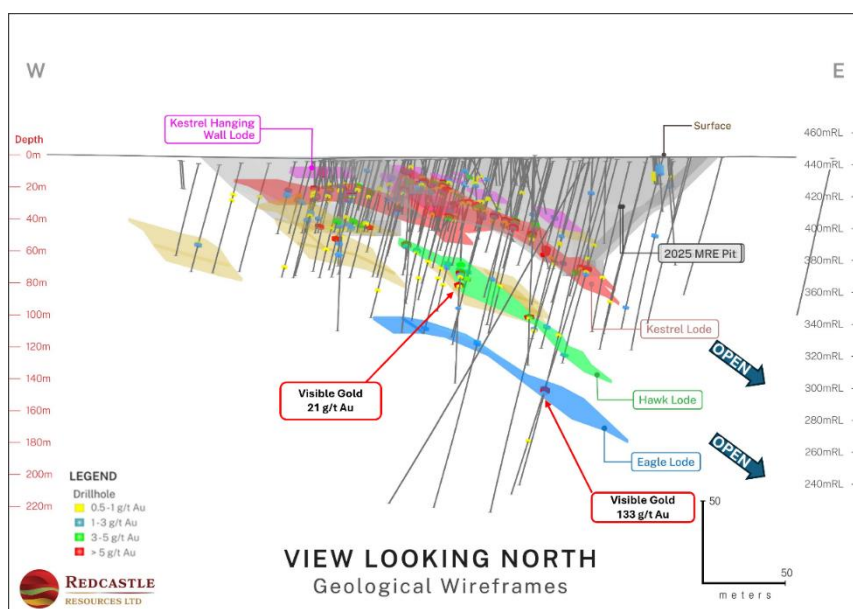 W
E
Kestrel Hanging
Wall Lode
Surface
Depth
0m
20m
40m
60m
80m
100m
120m
140m
160m
180m
200m
220m
460mRL
440mRL
420mRL
400mRL
380mRL
360mRL
340mRL
320mRL
300mRL
280mRL
260mRL
240mRL
2025 MRE Pit
Kestrel Lode
OPEN
Hawk Lode
Visible Gold
21 g/t Au
OPEN
Eagle Lode
Visible Gold
133 g/t Au
LEGEND
Drillhole
0.5-1 g/t Au
1-3 g/t Au
3-5 g/t Au
> 5 g/t Au
50
50
meters
VIEW LOOKING NORTH
Geological Wireframes
REDCASTLE
RESOURCES LTD